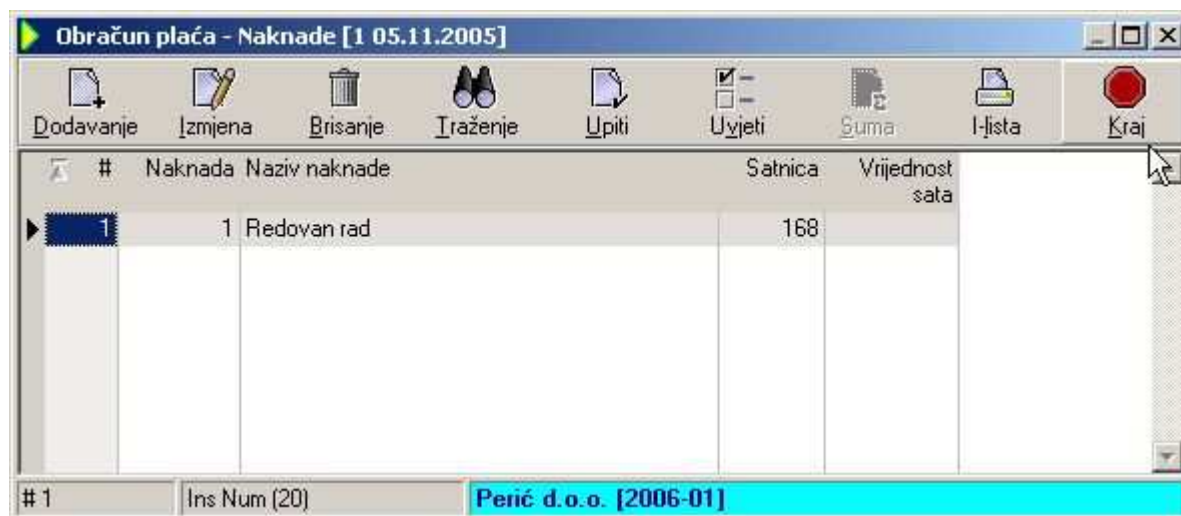 Obračun plaća - Naknade [1 05.11.2005]
Dodavanje Izmjena Brisanje Traženje Upiti Uvjeti Suma I-lista Kraj
# Naknada Naziv naknade Satnica Vrijednost
sata
1 1 Redovan rad 168
# 1 Ins Num (20) Perić d.o.o. [2006-01]